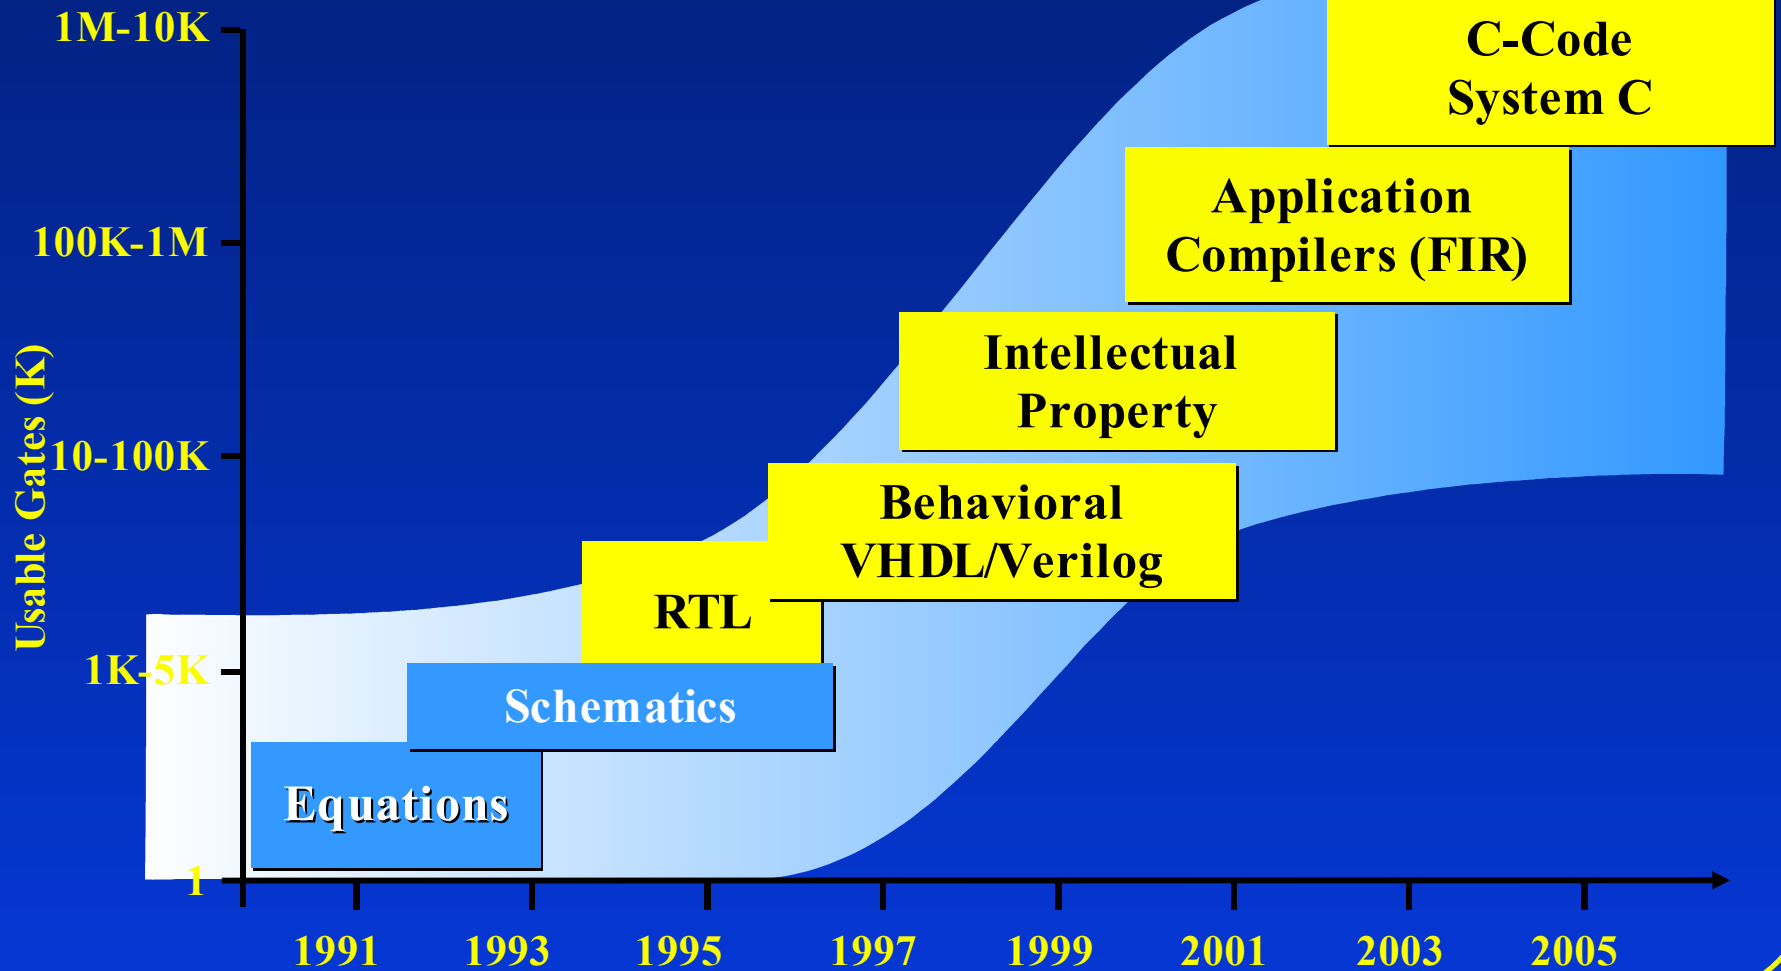 1M-10K
C-Code
System C
100K-1M
Application
Compilers (FIR)
Usable Gates (K)
Intellectual
Property
10-100K
Behavioral
VHDL/Verilog
RTL
1K-5K
Schematics
Equations
1
1991 1993 1995 1997 1999 2001 2003 2005